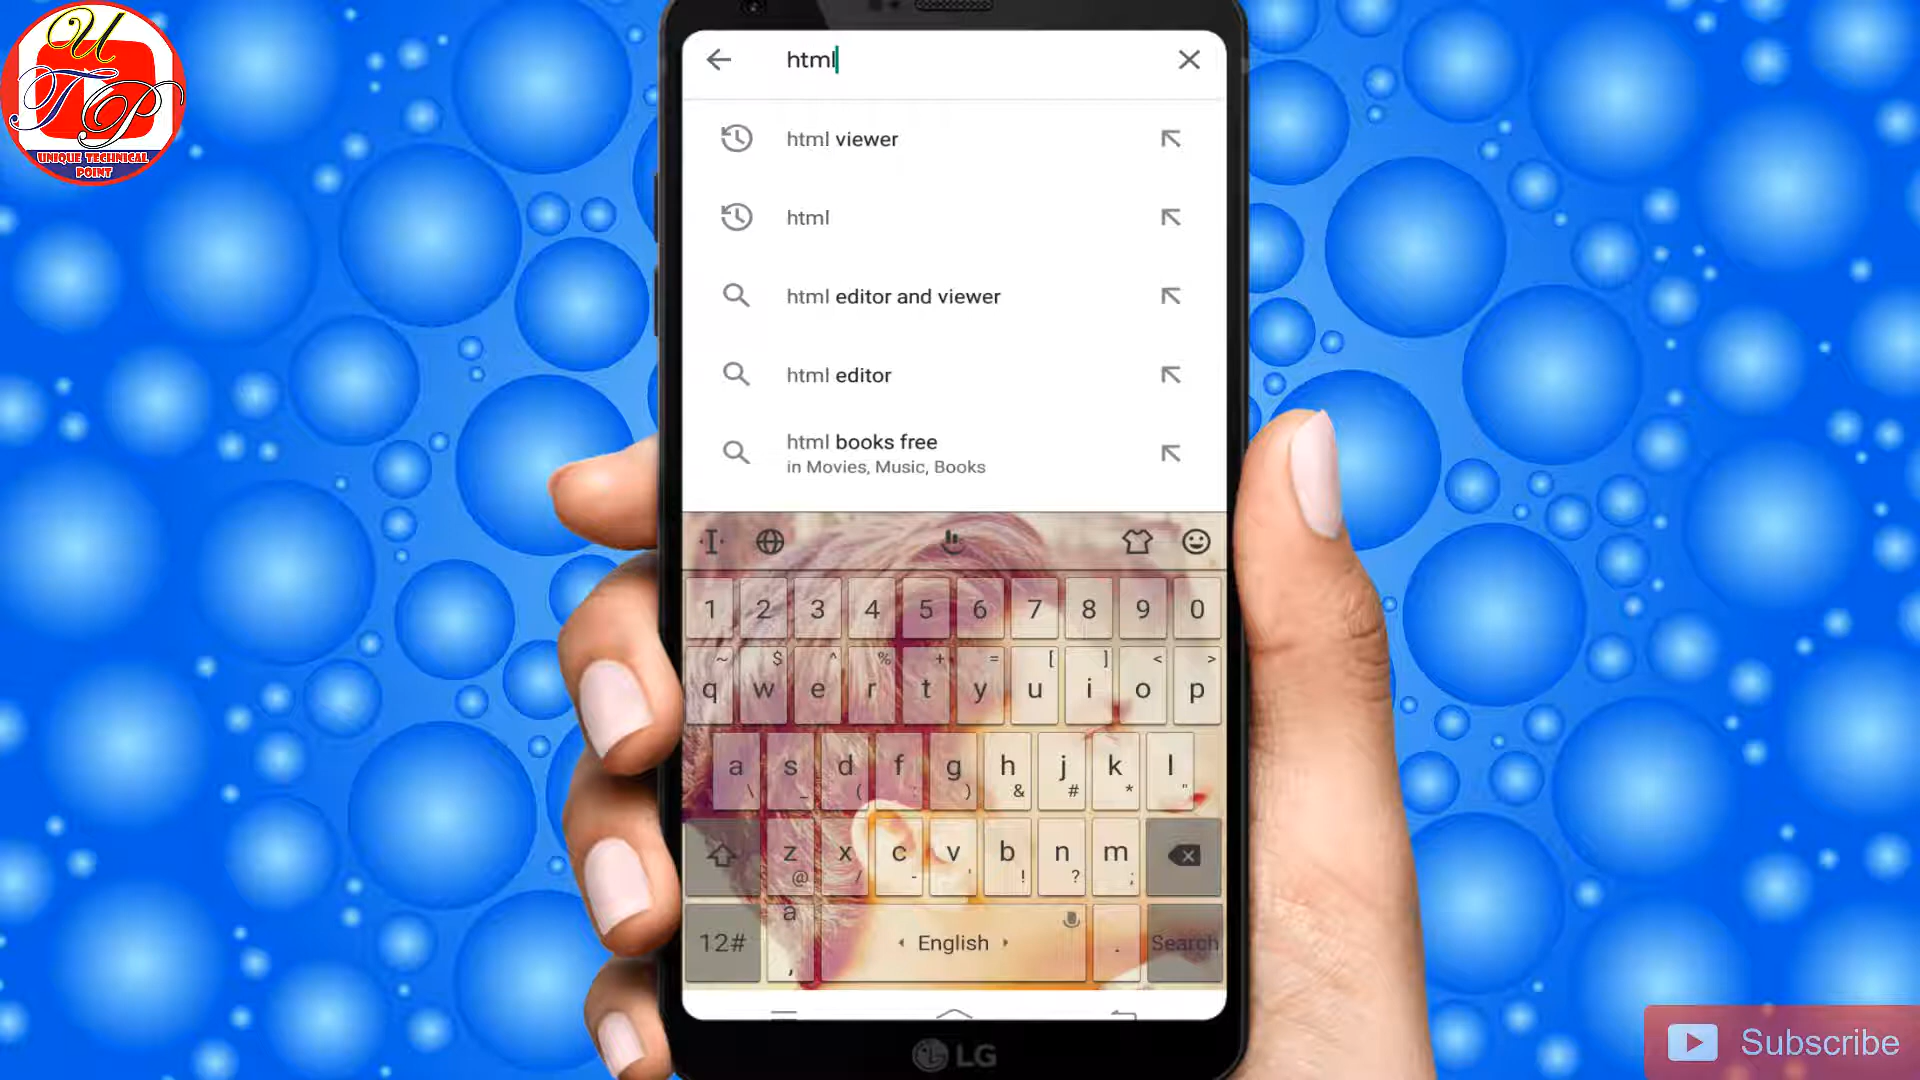 U
T P
UNIQUE TECHNICAL
POINT
html
html viewer
html
html editor and viewer
html editor
html books free
in Movies, Music, Books
1 2 3 4 5 6 7 8 9 0
~ $ ^ % + = [ ] < >
q w e r t y u i o p
a s d f g h j k l
\ _ ( : ) & # * "
z x c v b n m
@ / - ' ! ? ;
12# a , English . Search
LG
Subscribe